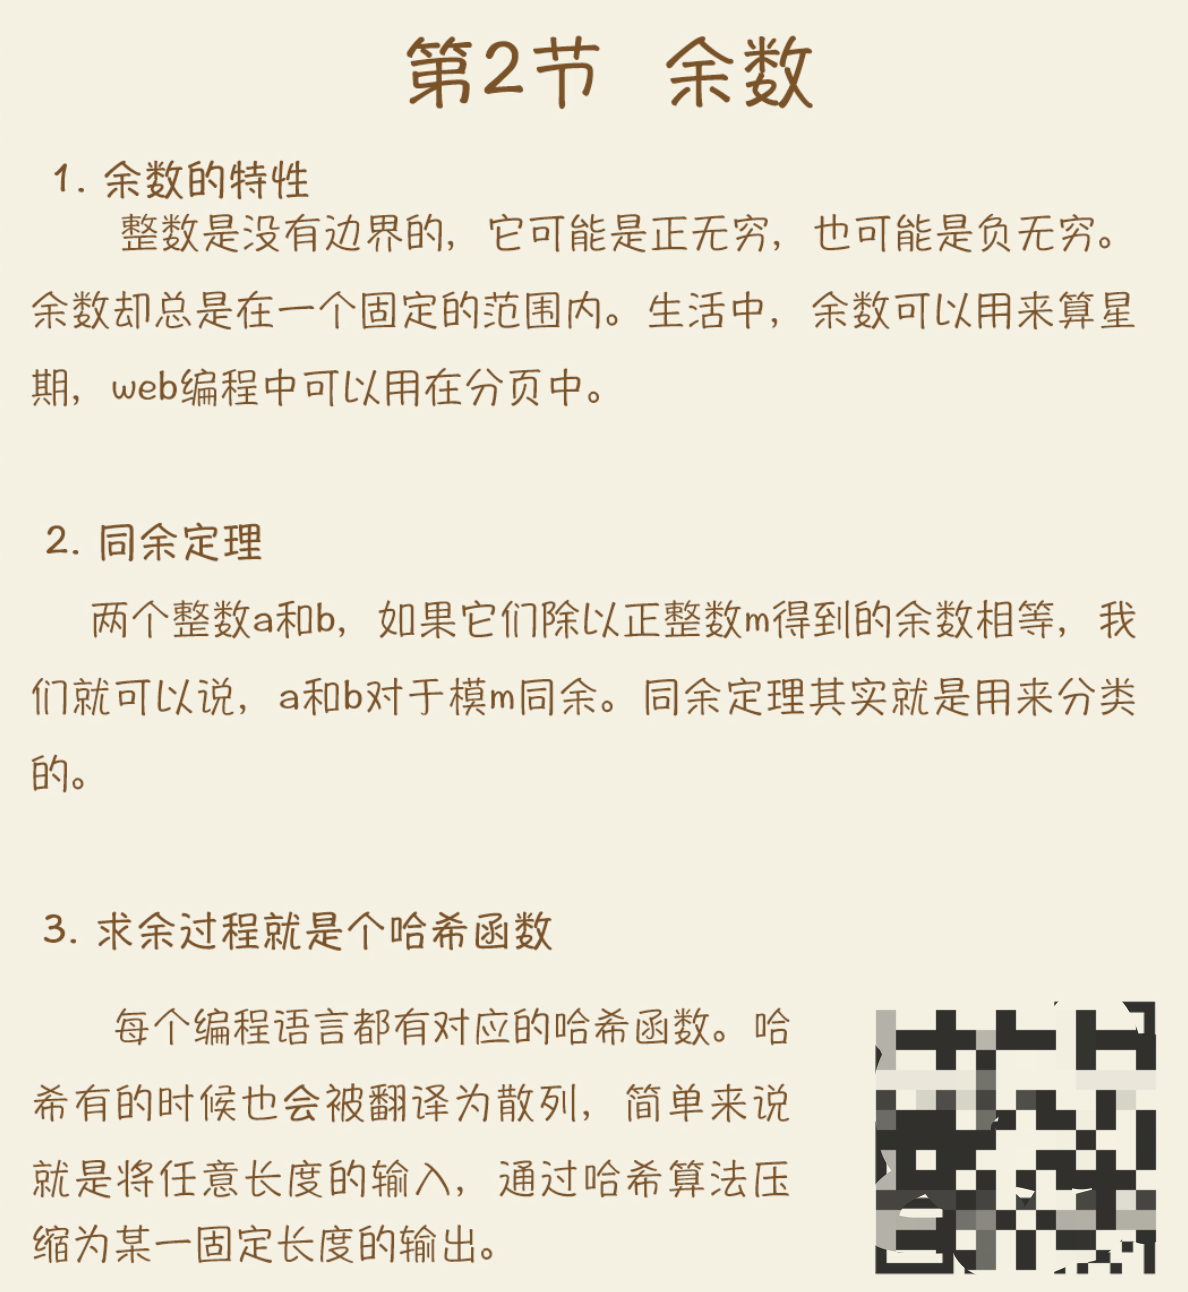 第2节 余数
1. 余数的特性
整数是没有边界的，它可能是正无穷，也可能是负无穷。
余数却总是在一个固定的范围内。生活中，余数可以用来算星
期，web编程中可以用在分页中。
2. 同余定理
两个整数a和b，如果它们除以正整数m得到的余数相等，我
们就可以说，a和b对于模m同余。同余定理其实就是用来分类
的。
3. 求余过程就是个哈希函数
每个编程语言都有对应的哈希函数。哈
希有的时候也会被翻译为散列，简单来说
就是将任意长度的输入，通过哈希算法压
缩为某一固定长度的输出。